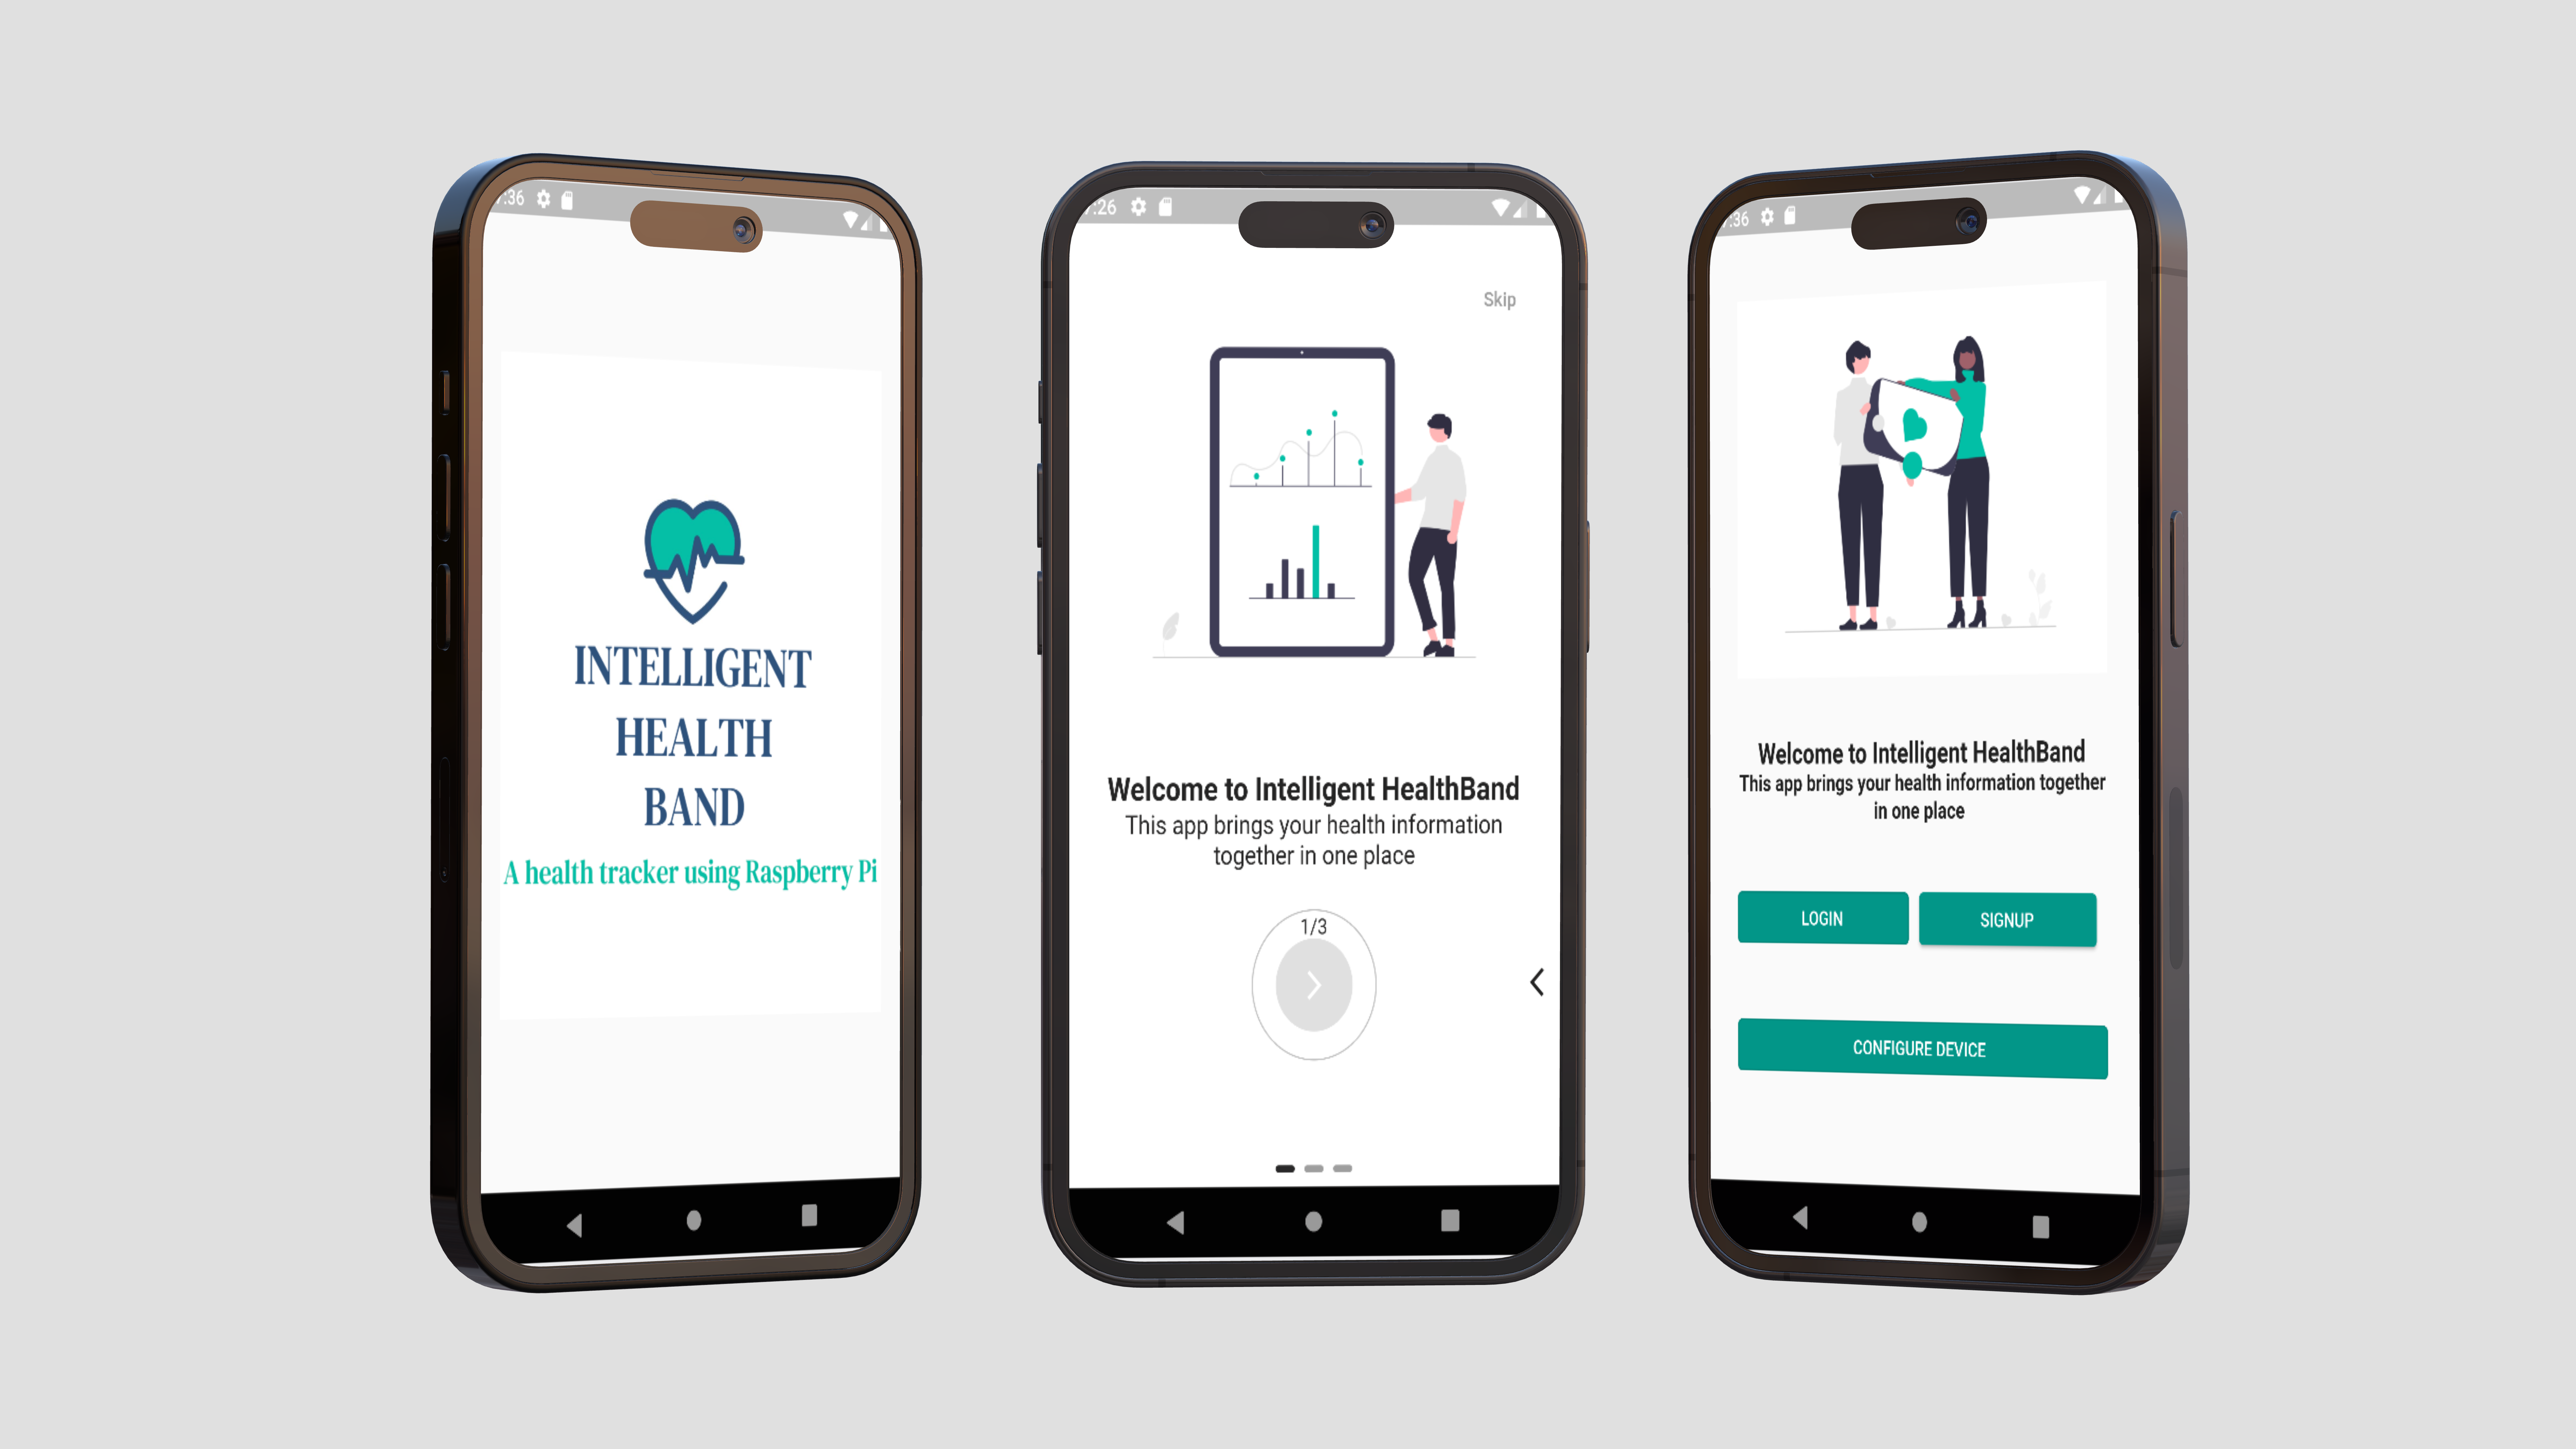 :36
INTELLIGENT
HEALTH
BAND
A health tracker using Raspberry Pi
:26
Skip
Welcome to Intelligent HealthBand
This app brings your health information
together in one place
1/3
:36
Welcome to Intelligent HealthBand
This app brings your health information together
in one place
LOGIN SIGNUP
CONFIGURE DEVICE